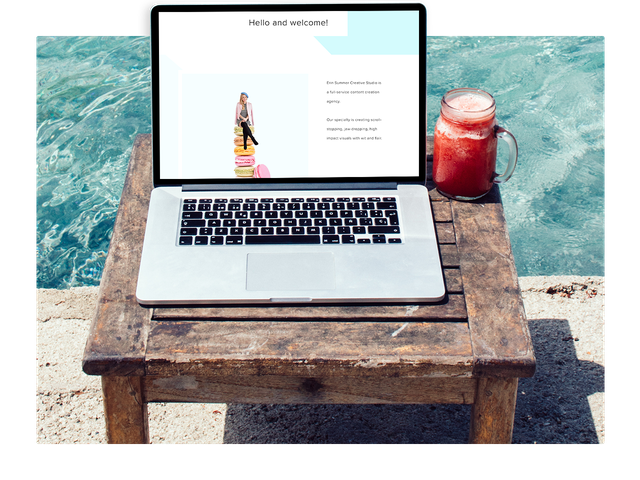 Hello and welcome!
Erin Summer Creative Studio is
a full-service content creation
agency.
Our specialty is creating scroll-
stopping, jaw-dropping, high
impact visuals with wit and flair.